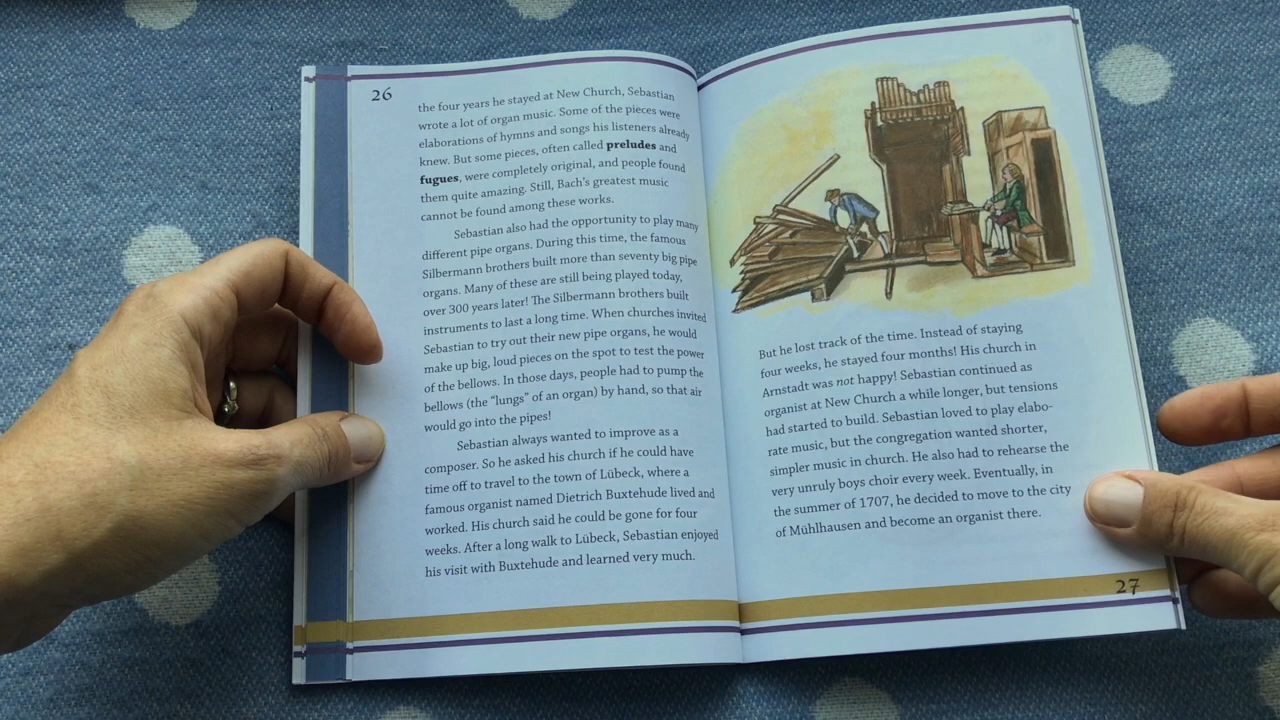 26
the four years he stayed at New Church, Sebastian
wrote a lot of organ music. Some of the pieces were
elaborations of hymns and songs his listeners already
knew. But some pieces, often called preludes and
fugues, were completely original, and people found
them quite amazing. Still, Bach's greatest music
cannot be found among these works.
Sebastian also had the opportunity to play many
different pipe organs. During this time, the famous
Silbermann brothers built more than seventy big pipe
organs. Many of these are still being played today,
over 300 years later! The Silbermann brothers built
instruments to last a long time. When churches invited
Sebastian to try out their new pipe organs, he would
make up big, loud pieces on the spot to test the power
of the bellows. In those days, people had to pump the
bellows (the “lungs” of an organ) by hand, so that air
would go into the pipes!
Sebastian always wanted to improve as a
composer. So he asked his church if he could have
time off to travel to the town of Lübeck, where a
famous organist named Dietrich Buxtehude lived and
worked. His church said he could be gone for four
weeks. After a long walk to Lübeck, Sebastian enjoyed
his visit with Buxtehude and learned very much.
But he lost track of the time. Instead of staying
four weeks, he stayed four months! His church in
Arnstadt was not happy! Sebastian continued as
organist at New Church a while longer, but tensions
had started to build. Sebastian loved to play elabo-
rate music, but the congregation wanted shorter,
simpler music in church. He also had to rehearse the
very unruly boys choir every week. Eventually, in
the summer of 1707, he decided to move to the city
of Mühlhausen and become an organist there.
27